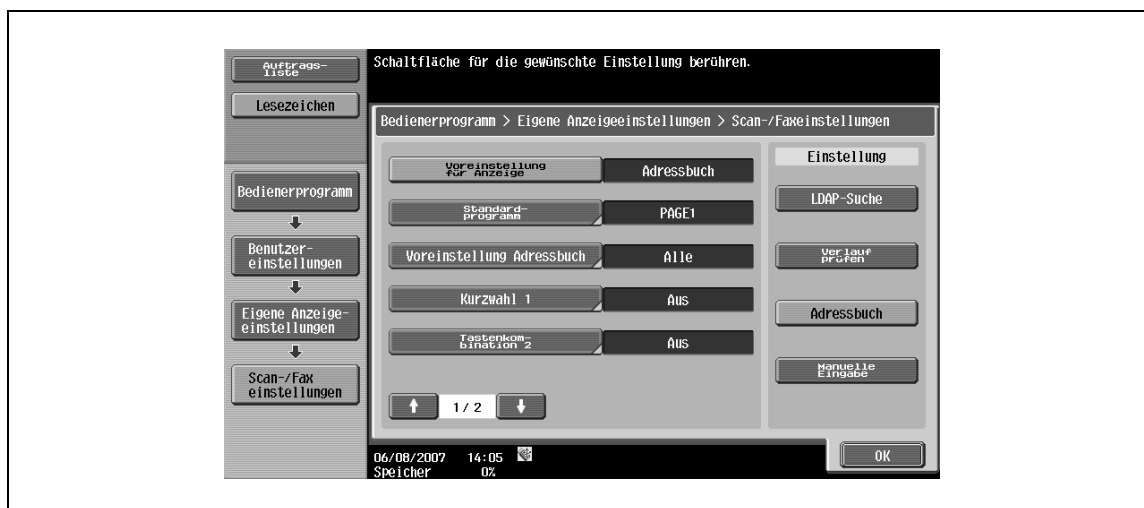 Auftrags-
liste
Lesezeichen
Bedienerprogramm
Benutzer-
einstellungen
Eigene Anzeige-
einstellungen
Scan-/Fax
einstellungen
Schaltfläche für die gewünschte Einstellung berühren.
Bedienerprogramm > Eigene Anzeigeeinstellungen > Scan-/Faxeinstellungen
Voreinstellung
für Anzeige
Adressbuch
Standard-
programm
PAGE1
Voreinstellung Adressbuch
Alle
Kurzwahl 1
Aus
Tastenkom-
bination 2
Aus
1/ 2
Einstellung
LDAP-Suche
Verlauf
prüfen
Adressbuch
Manuelle
Eingabe
06/08/2007 14:05
Speicher 0%
OK